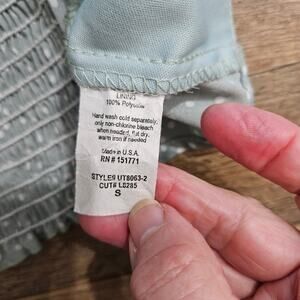 LINING
100% Polyester
Hand wash cold separately,
only non-chlorine bleach
when needed, flat dry.
warm iron if needed
Made in U.S.A.
RN# 151771
STYLE# UT8063-2
CUT# L0285
S